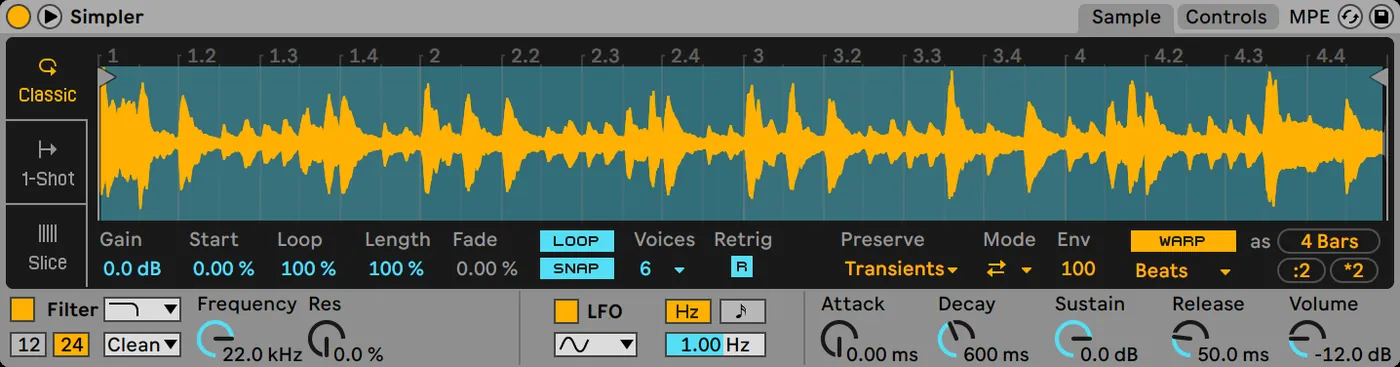 Simpler Sample Controls MPE
1 1.2 1.3 1.4 2 2.2 2.3 2.4 3 3.2 3.3 3.4 4 4.2 4.3 4.4
Classic
1-Shot
Slice
Gain Start Loop Length Fade LOOP Voices Retrig Preserve Mode Env WARP as 4 Bars
0.0 dB 0.00 % 100 % 100 % 0.00 % SNAP 6 R Transients 100 Beats :2 *2
Filter Frequency Res LFO Hz Attack Decay Sustain Release Volume
12 24 Clean 22.0 kHz 0.0 % 1.00 Hz 0.00 ms 600 ms 0.0 dB 50.0 ms -12.0 dB